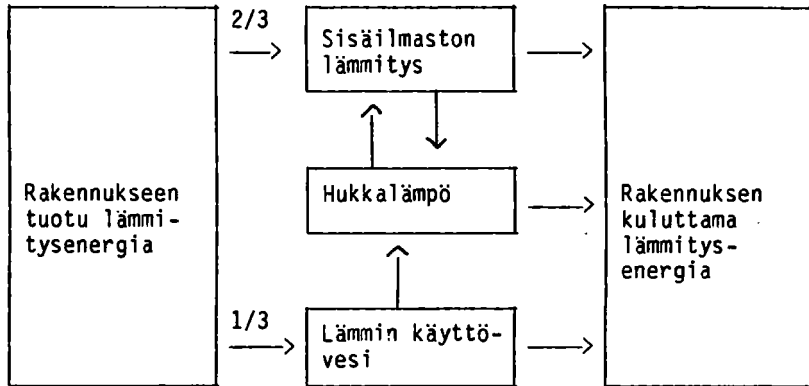 2/3
Sisäilmaston
lämmitys
Rakennukseen
tuotu lämmi-
tysenergia
Hukkalämpö
Rakennuksen
kuluttama
lämmitys-
energia
1/3
Lämmin käyttö-
vesi